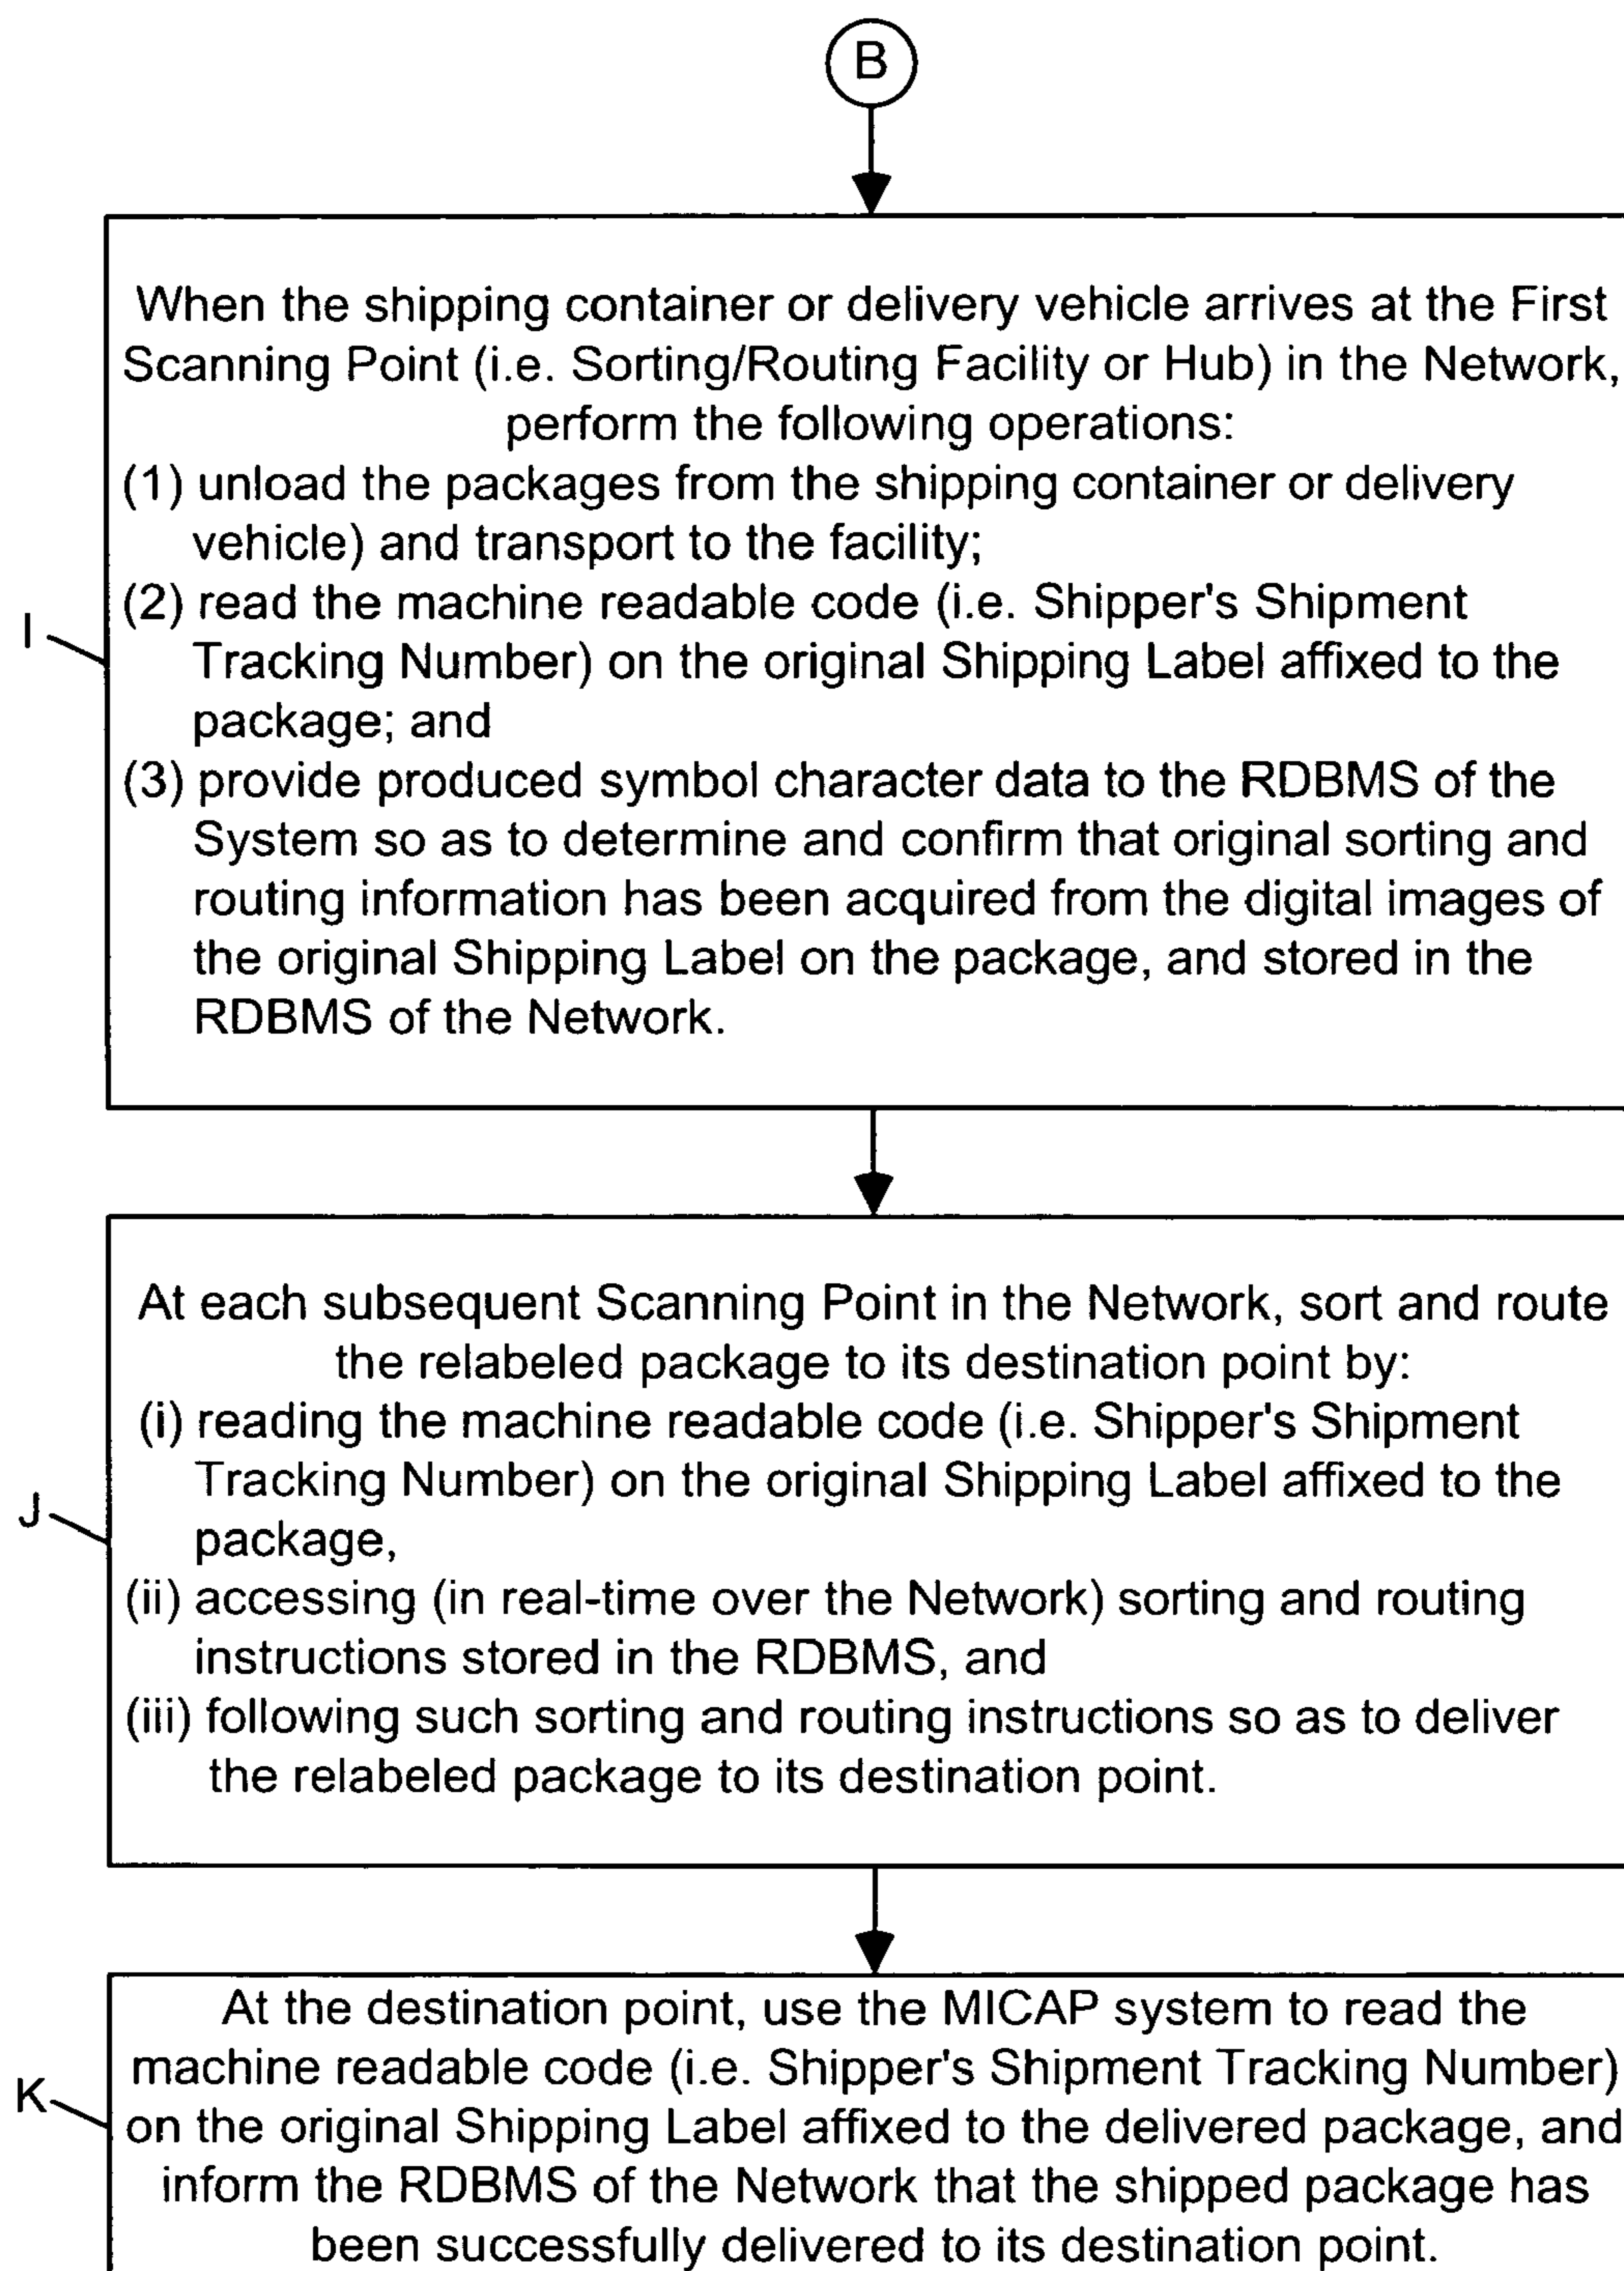 B
When the shipping container or delivery vehicle arrives at the First
Scanning Point (i.e. Sorting/Routing Facility or Hub) in the Network,
perform the following operations:
(1) unload the packages from the shipping container or delivery
vehicle) and transport to the facility;
(2) read the machine readable code (i.e. Shipper's Shipment
Tracking Number) on the original Shipping Label affixed to the
package; and
(3) provide produced symbol character data to the RDBMS of the
System so as to determine and confirm that original sorting and
routing information has been acquired from the digital images of
the original Shipping Label on the package, and stored in the
RDBMS of the Network.
I
At each subsequent Scanning Point in the Network, sort and route
the relabeled package to its destination point by:
(i) reading the machine readable code (i.e. Shipper's Shipment
Tracking Number) on the original Shipping Label affixed to the
package,
(ii) accessing (in real-time over the Network) sorting and routing
instructions stored in the RDBMS, and
(iii) following such sorting and routing instructions so as to deliver
the relabeled package to its destination point.
J
At the destination point, use the MICAP system to read the
machine readable code (i.e. Shipper's Shipment Tracking Number)
on the original Shipping Label affixed to the delivered package, and
inform the RDBMS of the Network that the shipped package has
been successfully delivered to its destination point.
K